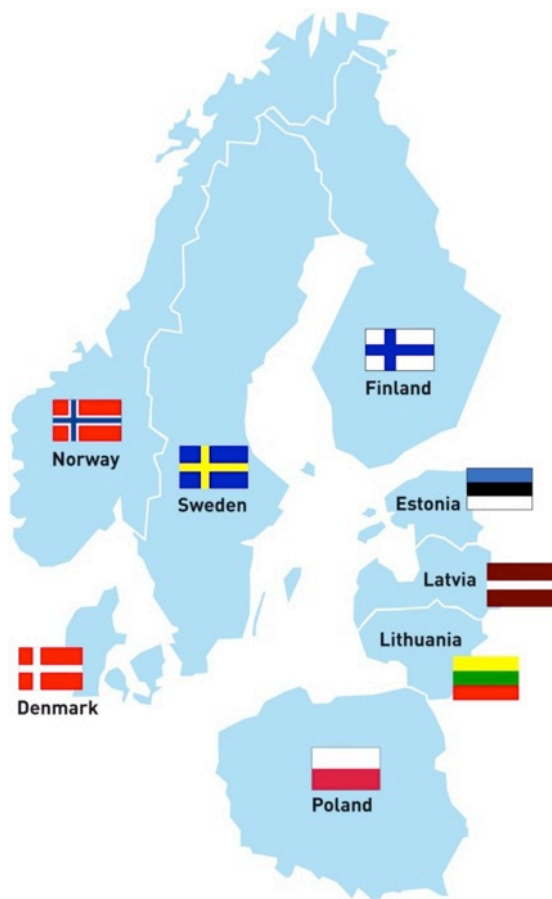 Finland
Norway
Sweden
Estonia
Latvia
Lithuania
Denmark
Poland